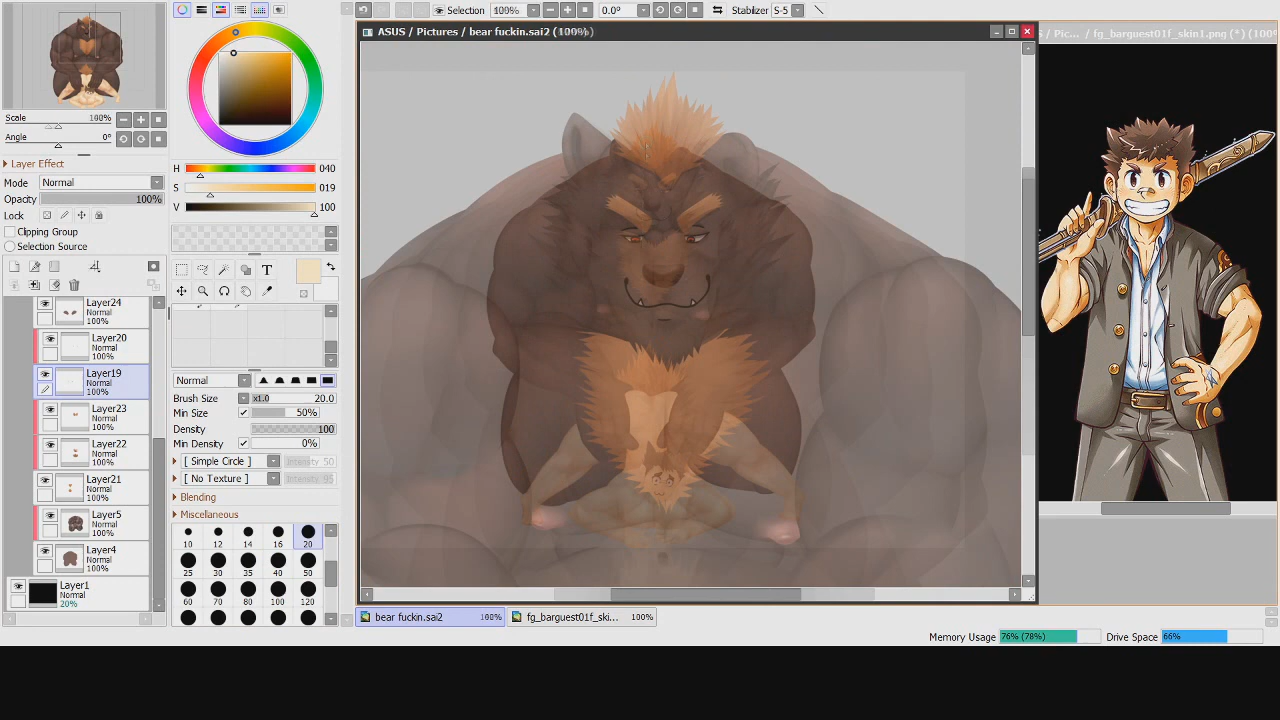 Selection 100% 0.0° Stabilizer S-5
ASUS / Pictures / bear fuckin.sai2 (100%)
/ Pic... / fg_barguest01f_skin1.png (*) (100%
Scale 100%
Angle 0°
Layer Effect
Mode Normal
Opacity 100%
Lock
Clipping Group
Selection Source
Layer24
Normal
100%
Layer20
Normal
100%
Layer19
Normal
100%
Layer23
Normal
100%
Layer22
Normal
100%
Layer21
Normal
100%
Layer5
Normal
100%
Layer4
Normal
100%
Layer1
Normal
20%
H 040
S 019
V 100
T
Normal
Brush Size x1.0 20.0
Min Size 50%
Density 100
Min Density 0%
[ Simple Circle ] Intensity 50
[ No Texture ] Intensity 95
Blending
Miscellaneous
10 12 14 16 20
25 30 35 40 50
60 70 80 100 120
bear fuckin.sai2 100% fg_barguest01f_ski... 100%
Memory Usage 76% (78%) Drive Space 66%